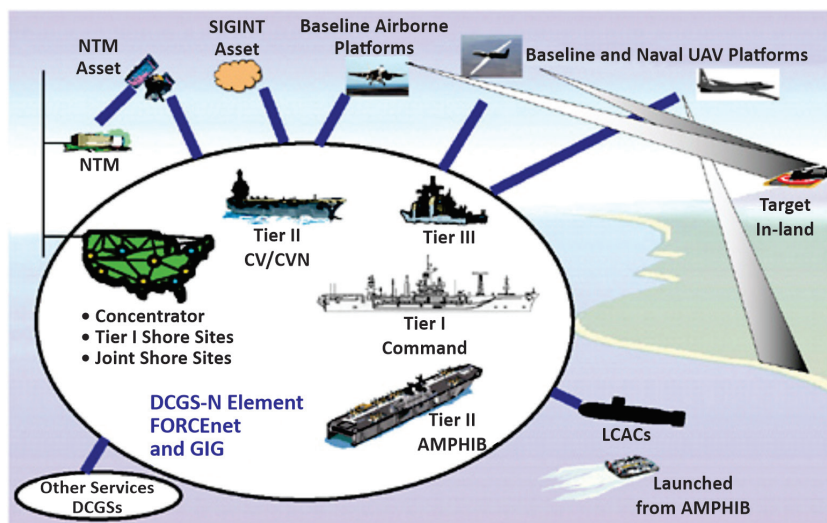 NTM
Asset
SIGINT
Asset
Baseline Airborne
Platforms
Baseline and Naval UAV Platforms
NTM
Target
In-land
Tier II
CV/CVN
Tier III
• Concentrator
• Tier I Shore Sites
• Joint Shore Sites
Tier I
Command
DCGS-N Element
FORCEnet
and GIG
Tier II
AMPHIB
LCACs
Other Services
DCGSs
Launched
from AMPHIB